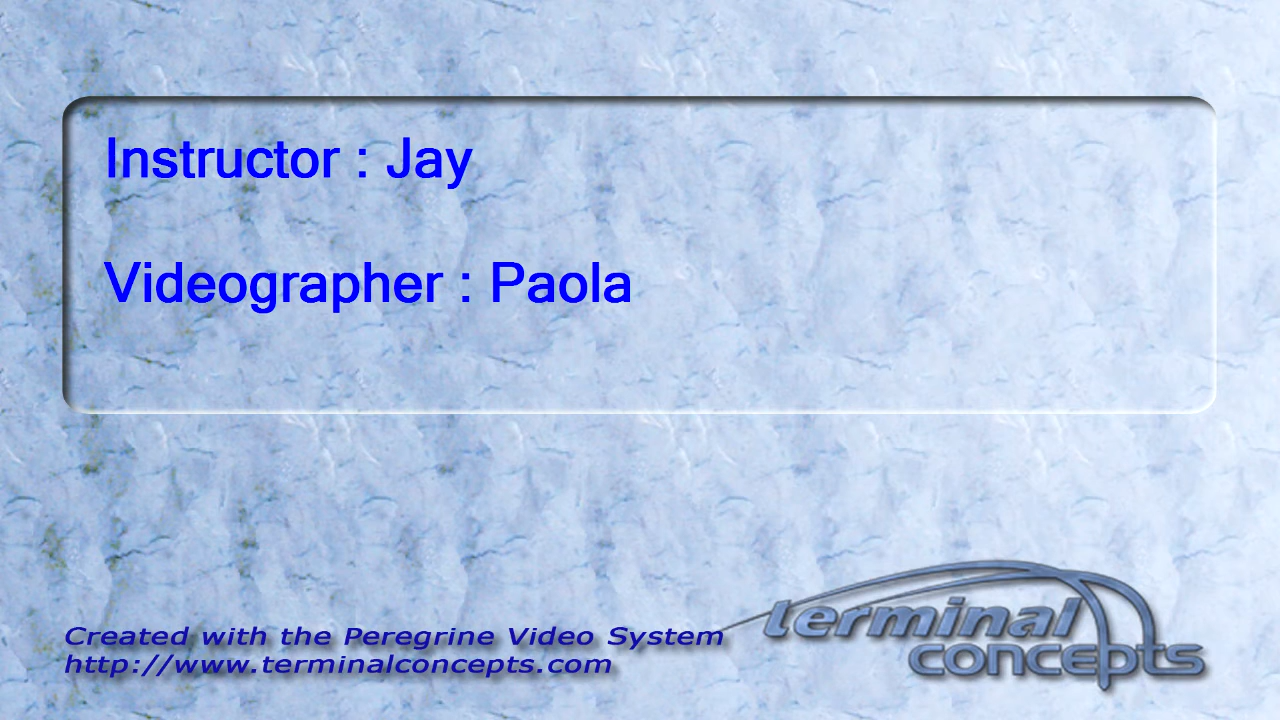 Instructor : Jay
Videographer : Paola
Created with the Peregrine Video System
http://www.terminalconcepts.com
terminal
concepts